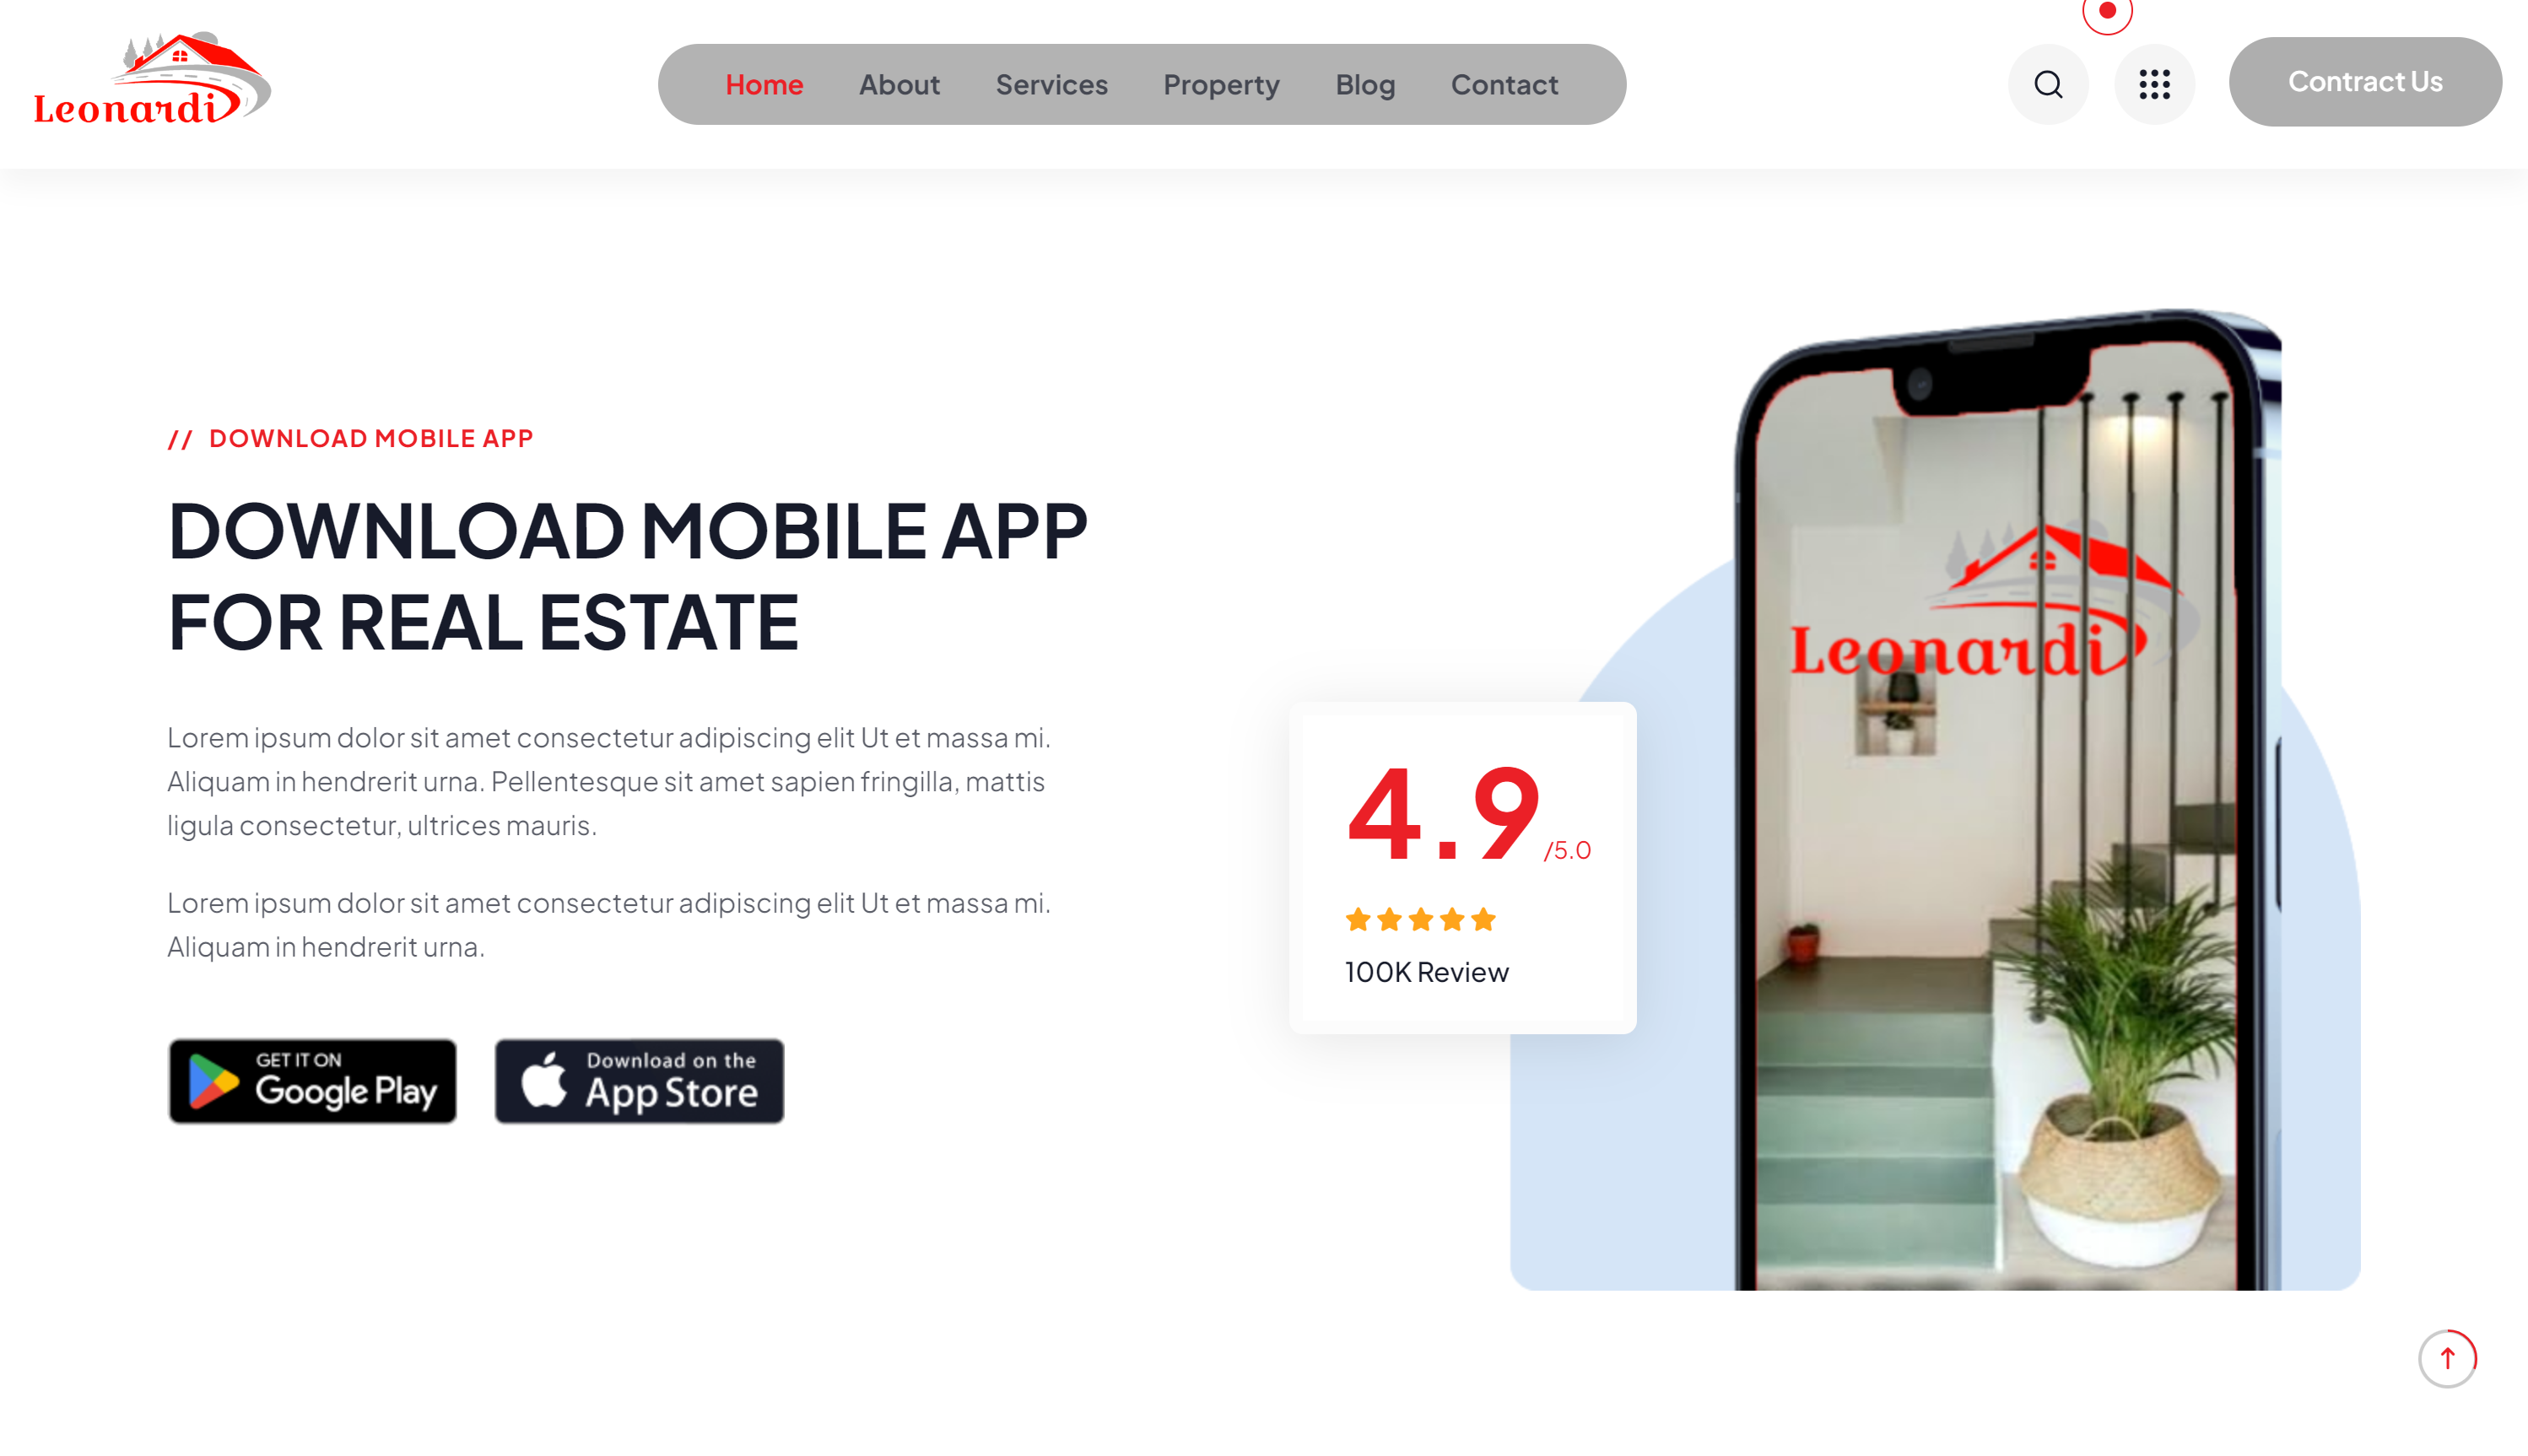 Leonardi
Home About Services Property Blog Contact
Contract Us
// DOWNLOAD MOBILE APP
DOWNLOAD MOBILE APP
FOR REAL ESTATE
Lorem ipsum dolor sit amet consectetur adipiscing elit Ut et massa mi.
Aliquam in hendrerit urna. Pellentesque sit amet sapien fringilla, mattis
ligula consectetur, ultrices mauris.
Lorem ipsum dolor sit amet consectetur adipiscing elit Ut et massa mi.
Aliquam in hendrerit urna.
GET IT ON
Google Play
Download on the
App Store
4.9/5.0
100K Review
Leonardi